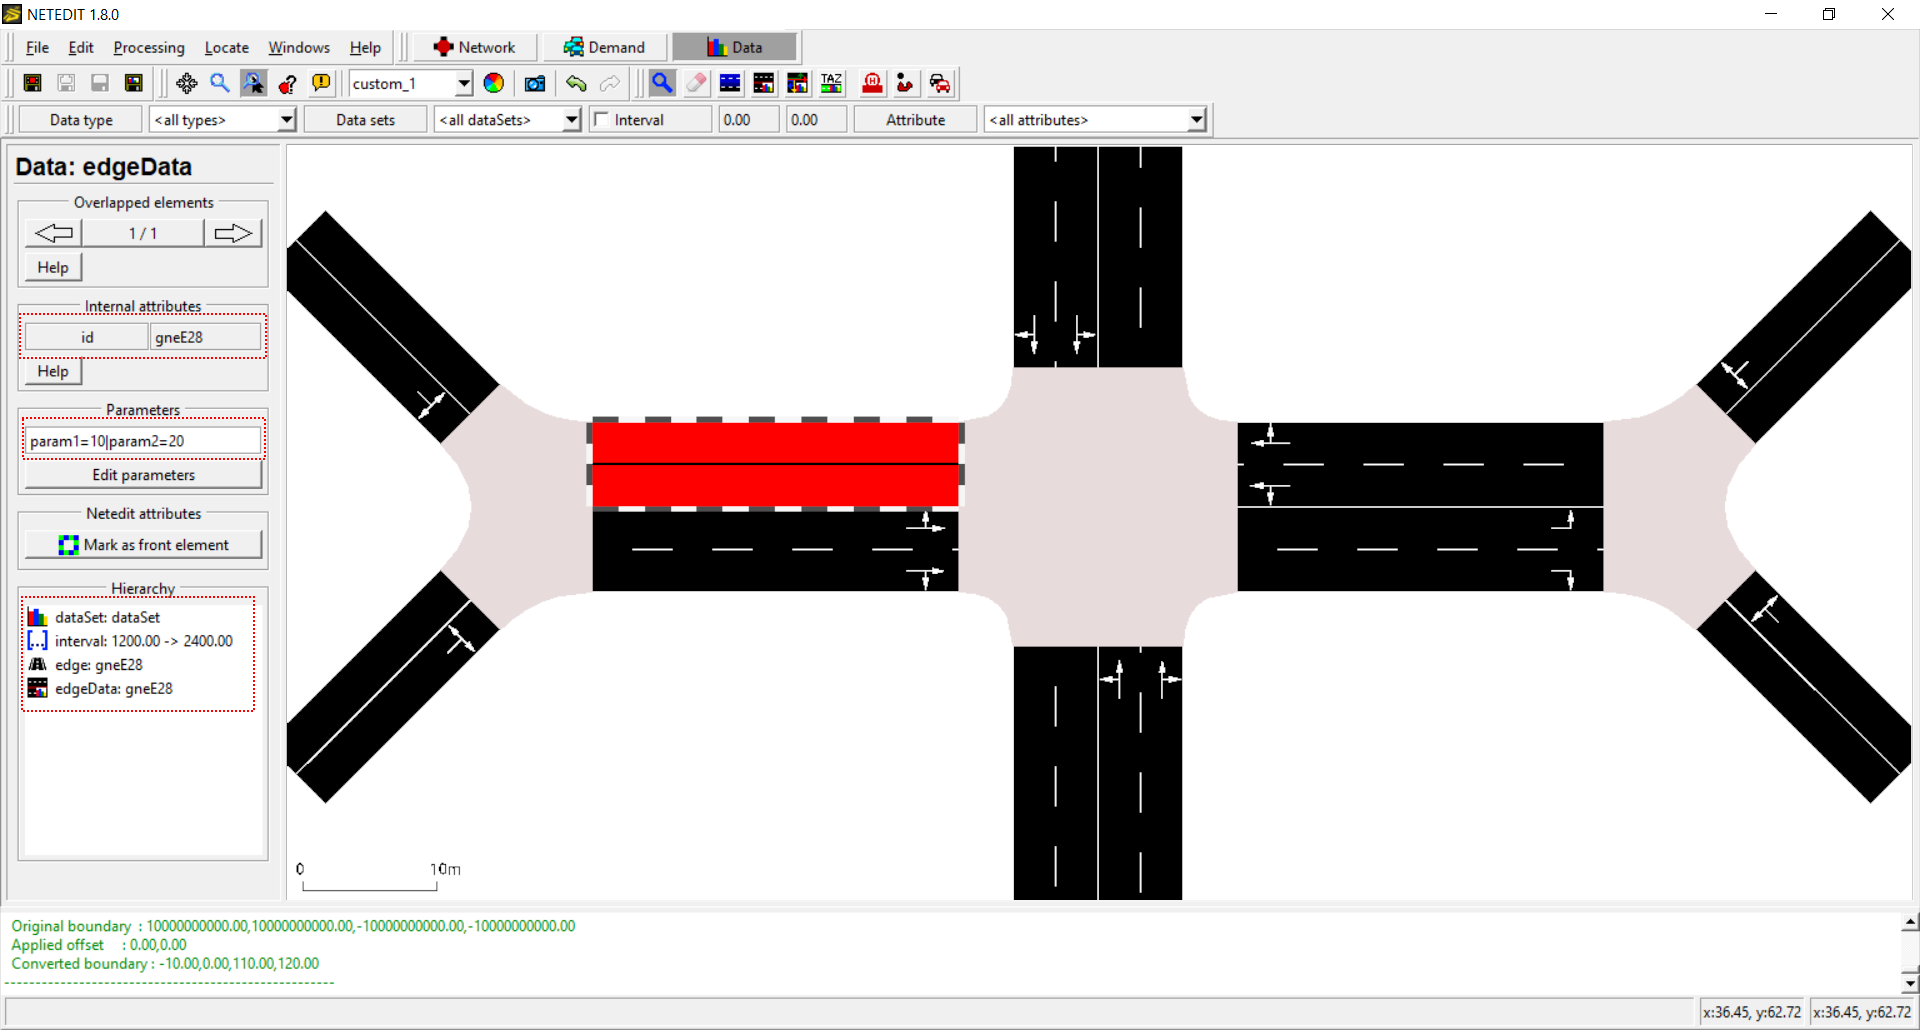 NETEDIT 1.8.0
File Edit Processing Locate Windows Help Network Demand Data
custom_1 TAZ
Data type <all types> Data sets <all dataSets> Interval 0.00 0.00 Attribute <all attributes>
Data: edgeData
Overlapped elements
1 / 1
Help
Internal attributes
id gneE28
Help
Parameters
param1=10|param2=20
Edit parameters
Netedit attributes
Mark as front element
Hierarchy
dataSet: dataSet
interval: 1200.00 -> 2400.00
edge: gneE28
edgeData: gneE28
0 10m
Original boundary : 10000000000.00,10000000000.00,-10000000000.00,-10000000000.00
Applied offset : 0.00,0.00
Converted boundary : -10.00,0.00,110.00,120.00
x:36.45, y:62.72 x:36.45, y:62.72